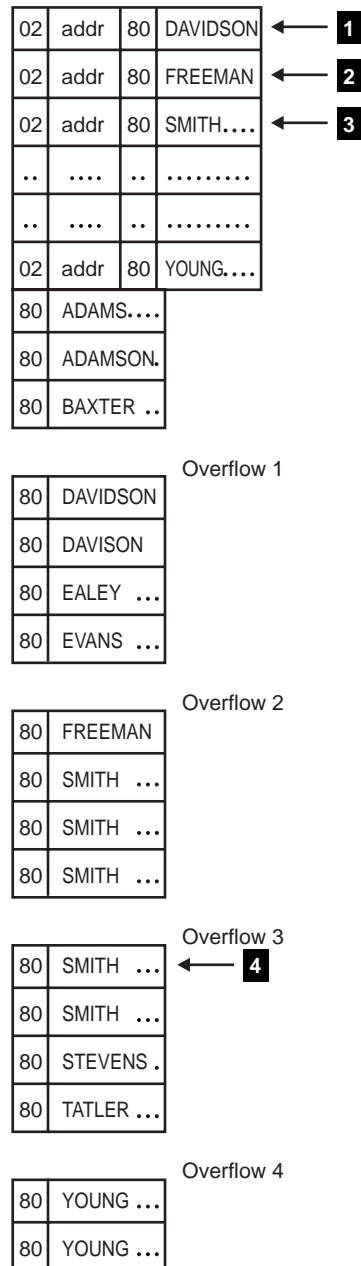 02 addr 80 DAVIDSON 1
02 addr 80 FREEMAN 2
02 addr 80 SMITH.... 3
.. .... .. .........
.. .... .. .........
02 addr 80 YOUNG....
80 ADAMS....
80 ADAMSON.
80 BAXTER ..
Overflow 1
80 DAVIDSON
80 DAVISON
80 EALEY ...
80 EVANS ...
Overflow 2
80 FREEMAN
80 SMITH ...
80 SMITH ...
80 SMITH ...
Overflow 3
80 SMITH ... 4
80 SMITH ...
80 STEVENS .
80 TATLER ...
Overflow 4
80 YOUNG ...
80 YOUNG ...